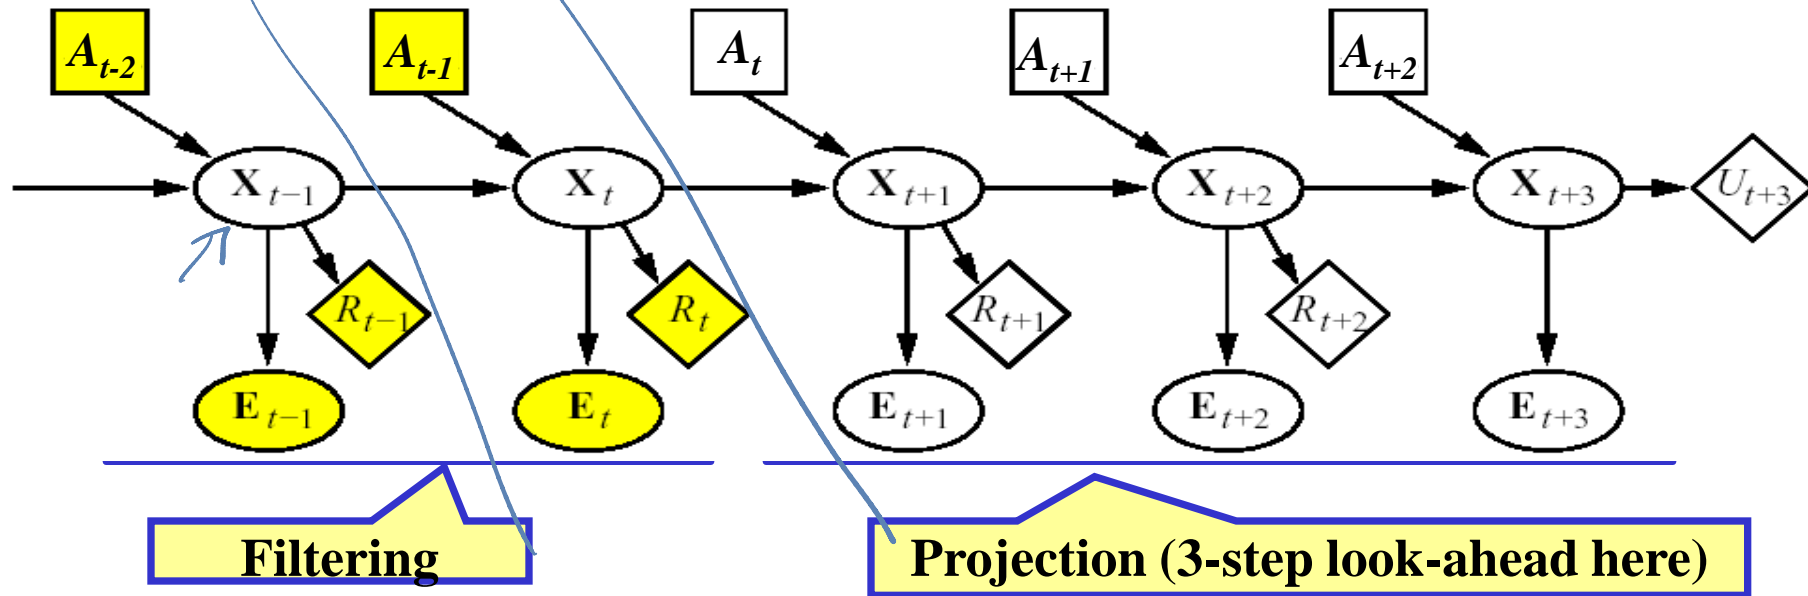 A_{t-2} A_{t-1} A_t A_{t+1} A_{t+2}
X_{t−1} X_t X_{t+1} X_{t+2} X_{t+3} U_{t+3}
R_{t−1} R_t R_{t+1} R_{t+2}
E_{t−1} E_t E_{t+1} E_{t+2} E_{t+3}
Filtering
Projection (3-step look-ahead here)